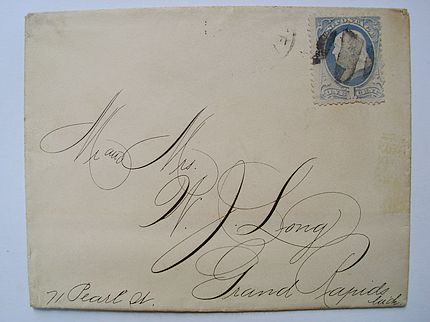 Mr and Mrs.
W. J. Long
Grand Rapids
Mich
71 Pearl St.